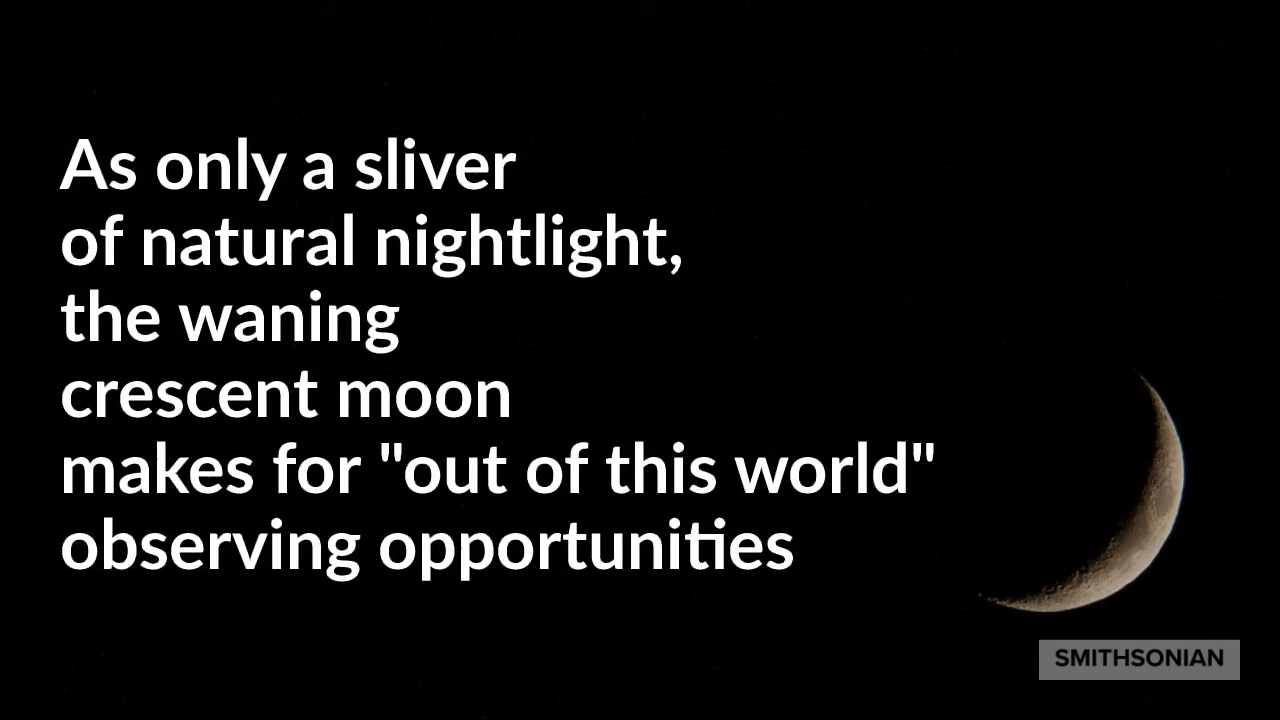 As only a sliver
of natural nightlight,
the waning
crescent moon
makes for "out of this world"
observing opportunities
SMITHSONIAN